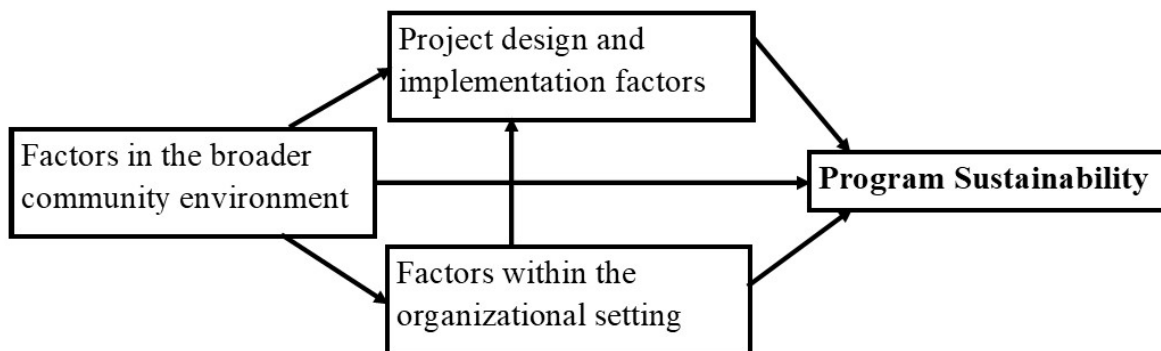 Project design and
implementation factors
Factors in the broader
community environment
Program Sustainability
Factors within the
organizational setting